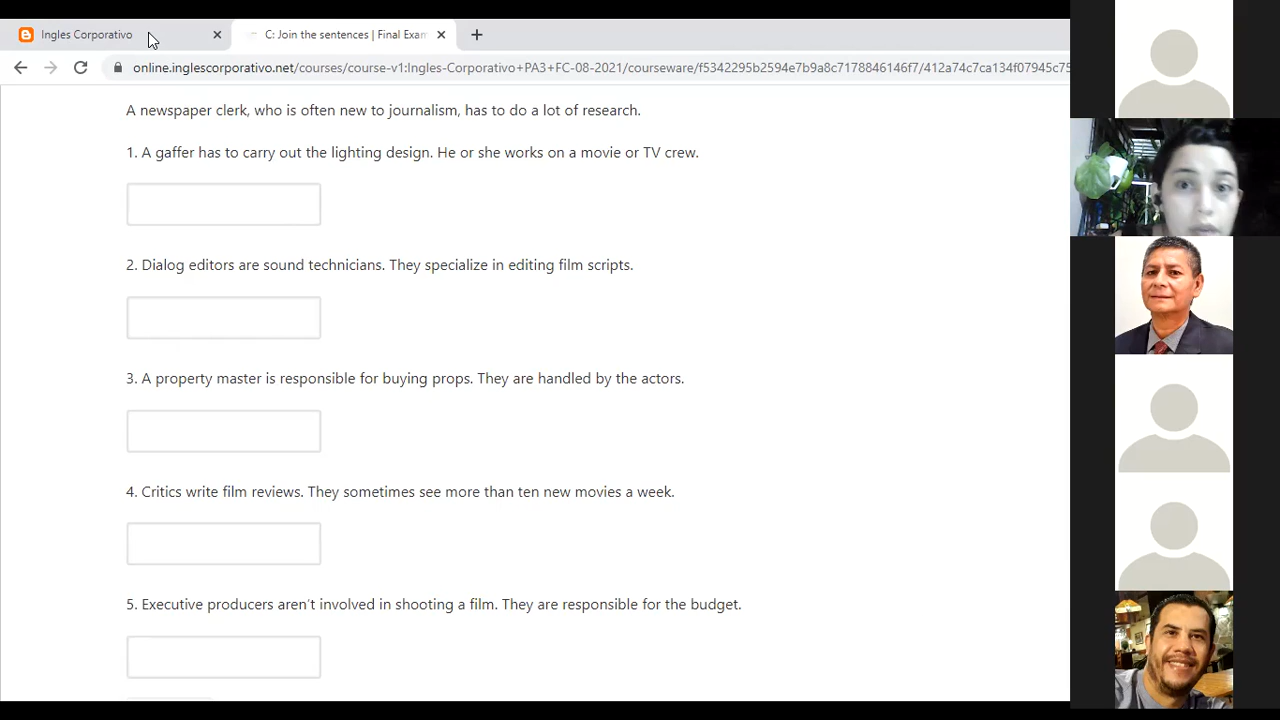 Ingles Corporativo
C: Join the sentences | Final Exam
online.inglescorporativo.net/courses/course-v1:Ingles-Corporativo+PA3+FC-08-2021/courseware/f5342295b2594e7b9a8c7178846146f7/412a74c7ca134f07945c75
A newspaper clerk, who is often new to journalism, has to do a lot of research.
1. A gaffer has to carry out the lighting design. He or she works on a movie or TV crew.
2. Dialog editors are sound technicians. They specialize in editing film scripts.
3. A property master is responsible for buying props. They are handled by the actors.
4. Critics write film reviews. They sometimes see more than ten new movies a week.
5. Executive producers aren't involved in shooting a film. They are responsible for the budget.